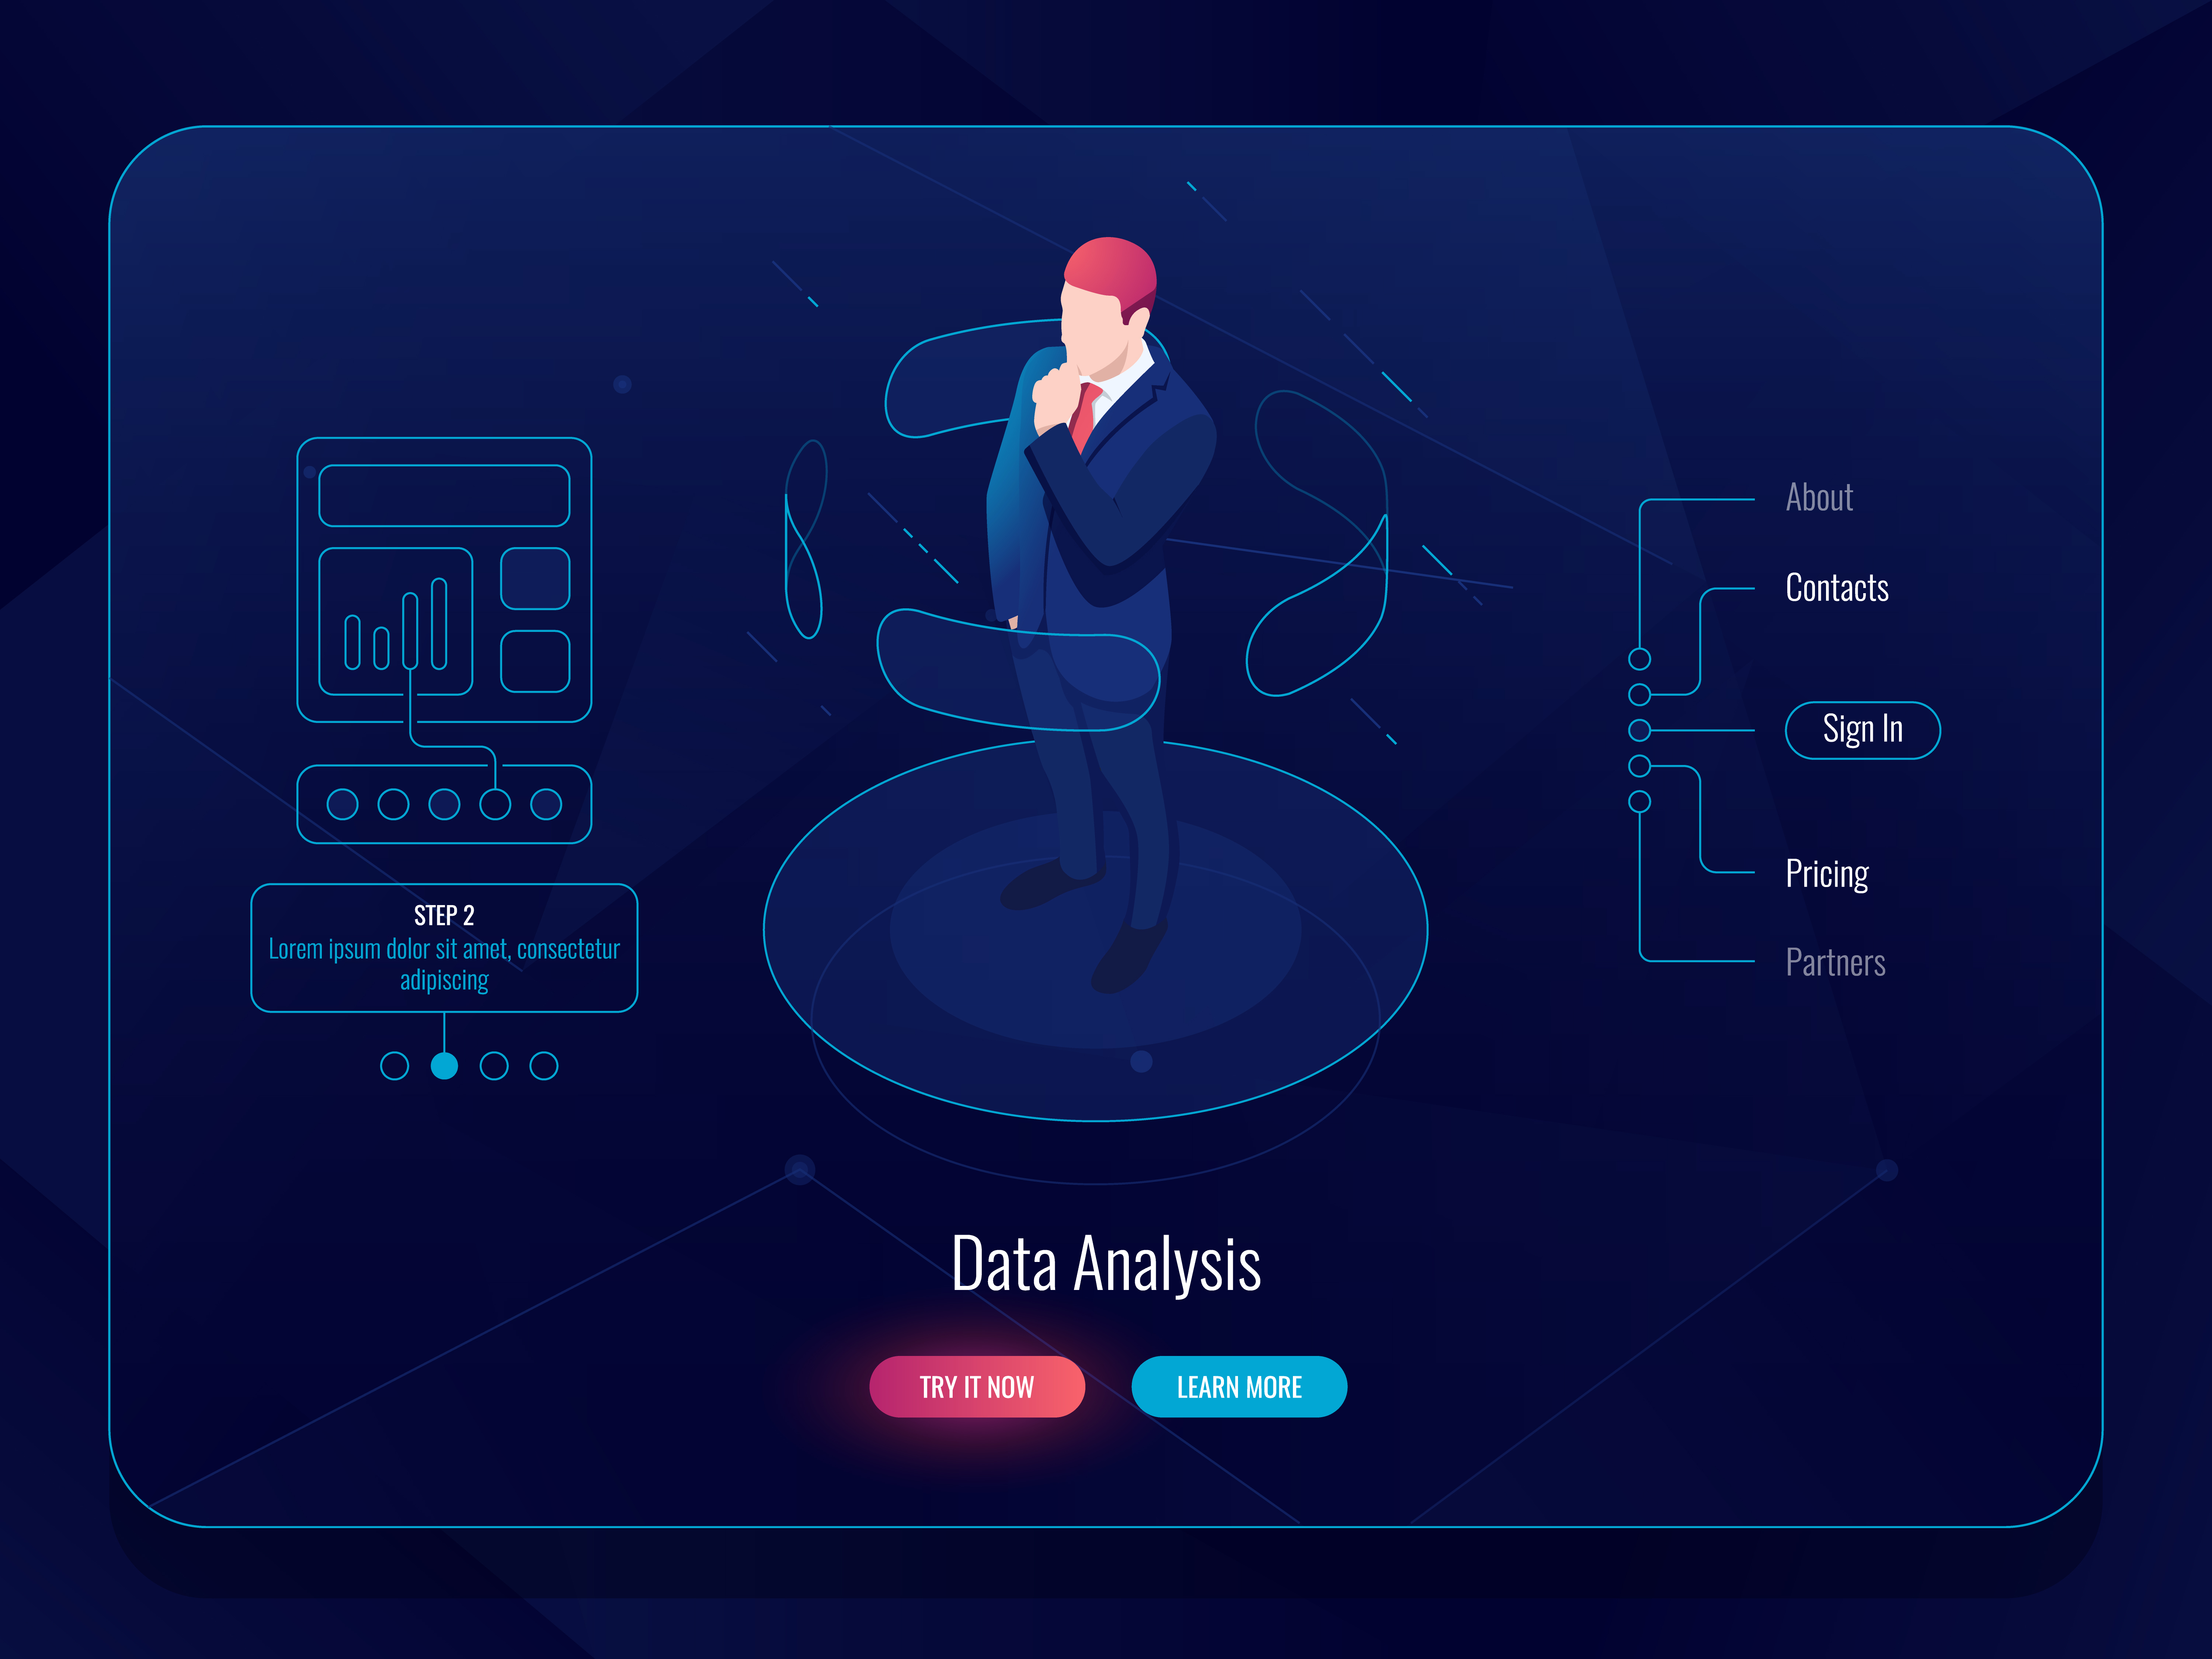 About
Contacts
Sign In
Pricing
Partners
STEP 2
Lorem ipsum dolor sit amet, consectetur
adipiscing
Data Analysis
TRY IT NOW
LEARN MORE